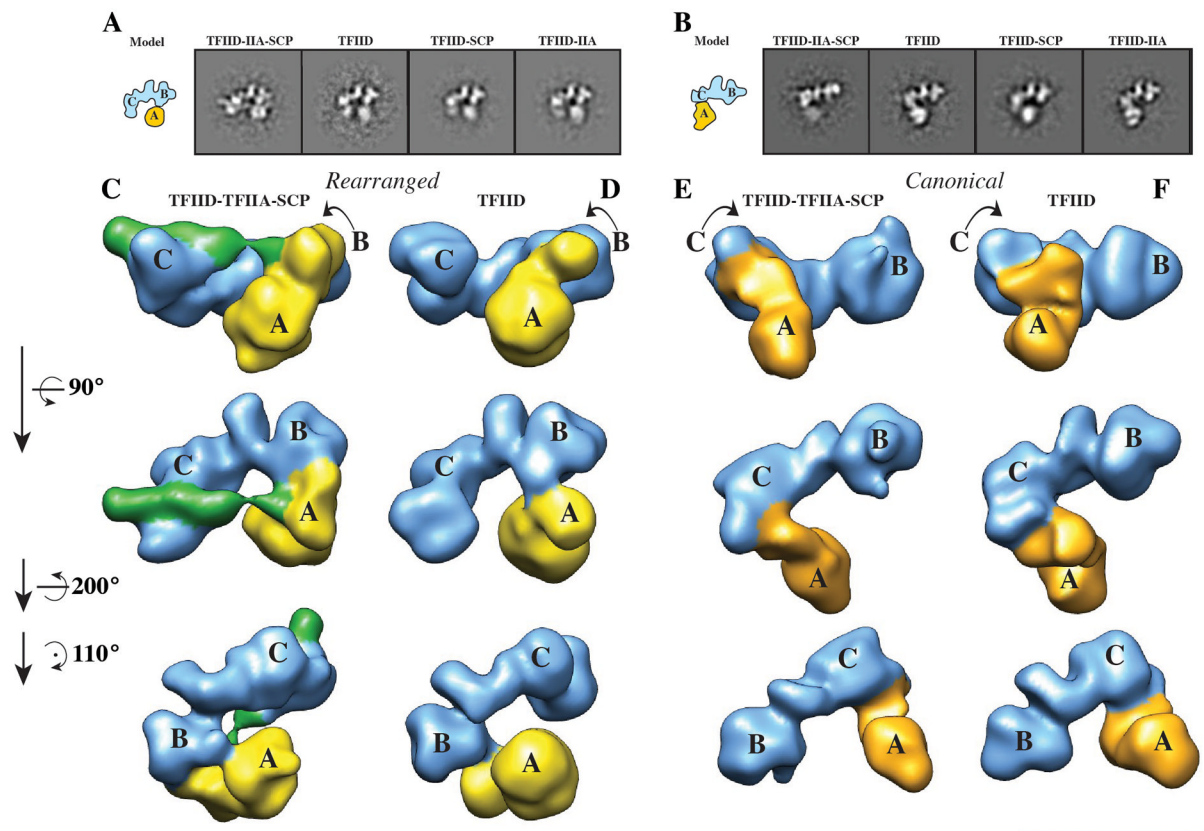 A
Model
TFIID-IIA-SCP
TFIID
TFIID-SCP
TFIID-IIA
C
B
A
B
Model
TFIID-IIA-SCP
TFIID
TFIID-SCP
TFIID-IIA
C
B
A
Rearranged
C
TFIID-TFIIA-SCP
D
TFIID
Canonical
E
TFIID-TFIIA-SCP
F
TFIID
C
B
A
C
B
A
C
B
A
C
B
A
90°
C
B
A
C
B
A
C
B
A
C
B
A
200°
110°
C
B
A
C
B
A
C
B
A
C
B
A